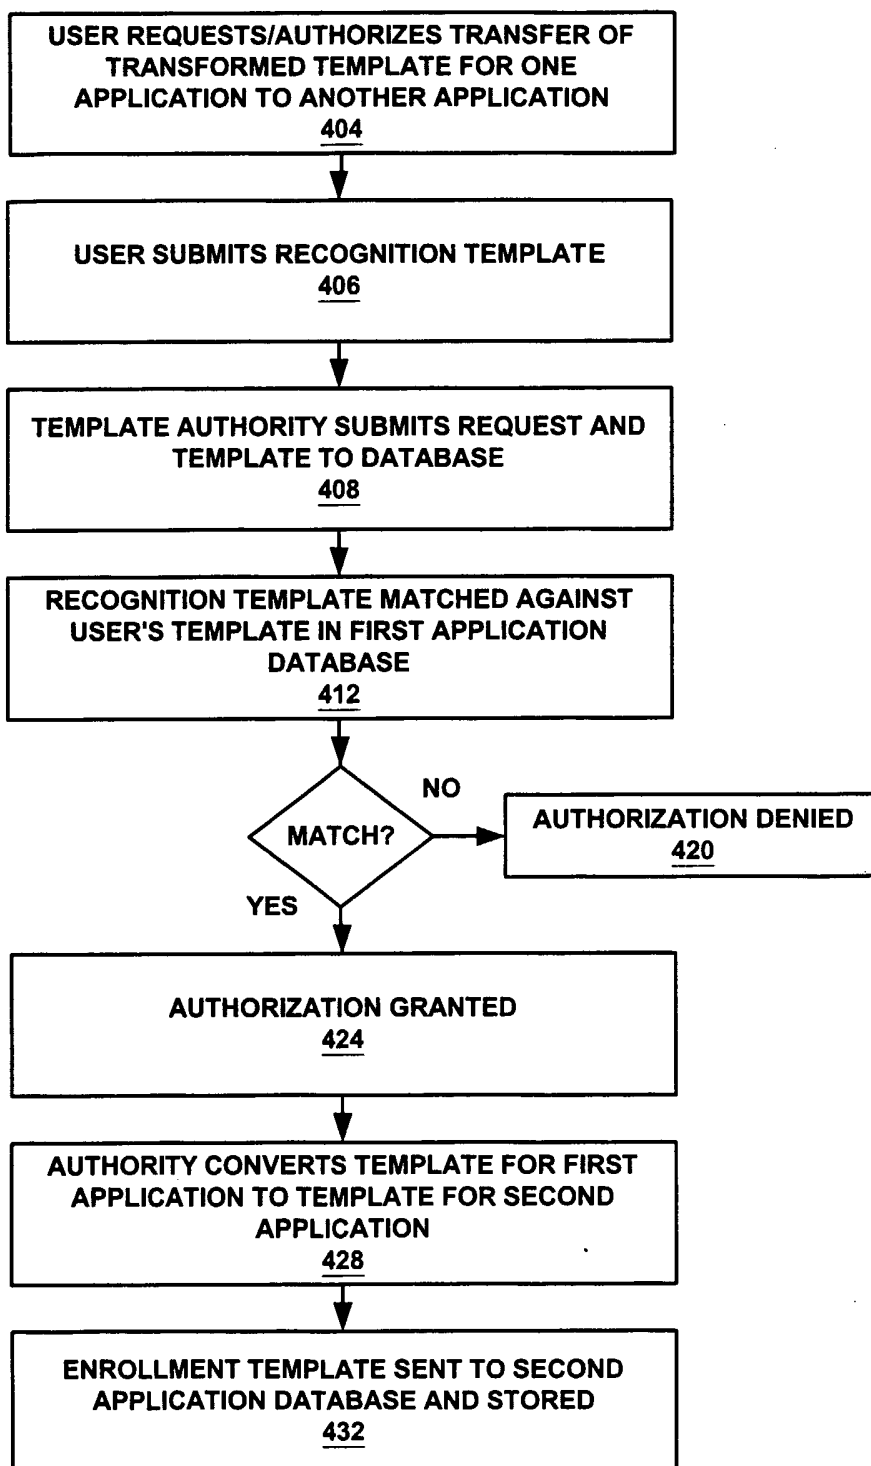 USER REQUESTS/AUTHORIZES TRANSFER OF
TRANSFORMED TEMPLATE FOR ONE
APPLICATION TO ANOTHER APPLICATION
404
USER SUBMITS RECOGNITION TEMPLATE
406
TEMPLATE AUTHORITY SUBMITS REQUEST AND
TEMPLATE TO DATABASE
408
RECOGNITION TEMPLATE MATCHED AGAINST
USER'S TEMPLATE IN FIRST APPLICATION
DATABASE
412
MATCH?
NO
AUTHORIZATION DENIED
420
YES
AUTHORIZATION GRANTED
424
AUTHORITY CONVERTS TEMPLATE FOR FIRST
APPLICATION TO TEMPLATE FOR SECOND
APPLICATION
428
ENROLLMENT TEMPLATE SENT TO SECOND
APPLICATION DATABASE AND STORED
432